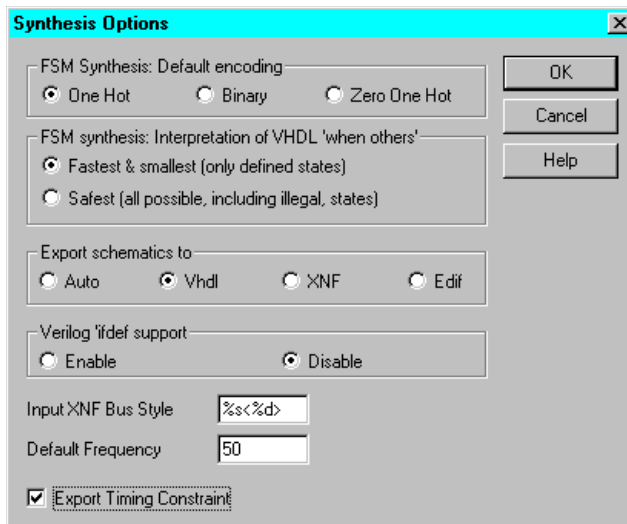 Synthesis Options
FSM Synthesis: Default encoding
One Hot Binary Zero One Hot
OK
Cancel
Help
FSM synthesis: Interpretation of VHDL 'when others'
Fastest & smallest (only defined states)
Safest (all possible, including illegal, states)
Export schematics to
Auto Vhdl XNF Edif
Verilog 'ifdef support
Enable Disable
Input XNF Bus Style %s<%d>
Default Frequency 50
Export Timing Constraint